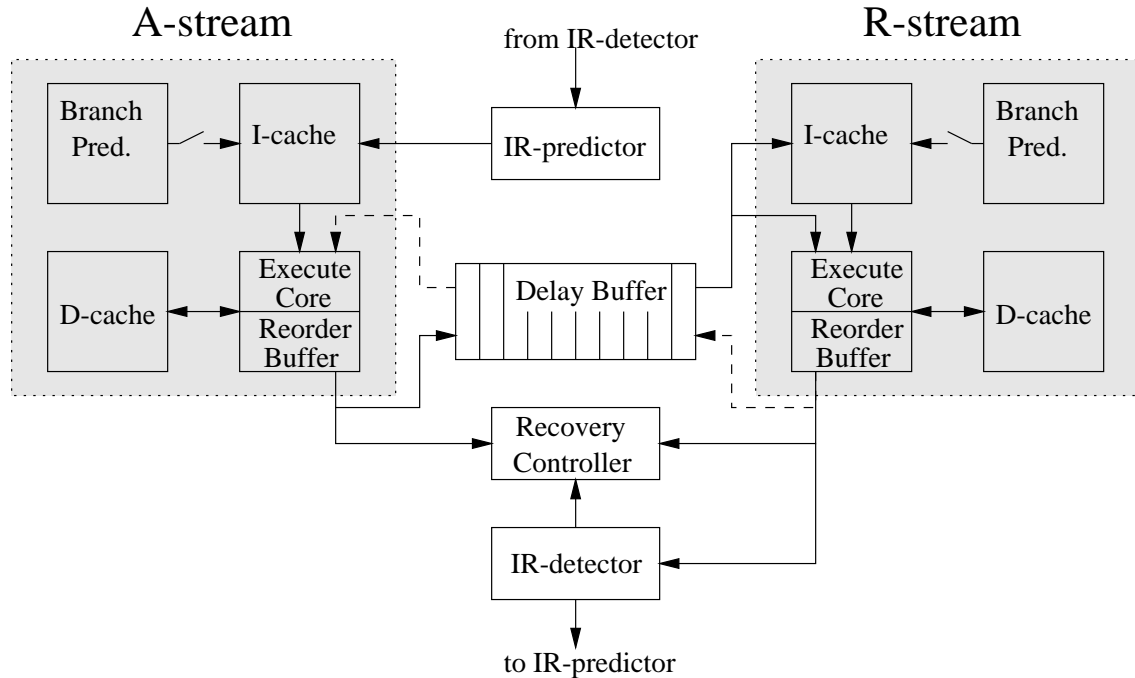 A-stream
R-stream
from IR-detector
Branch
Pred.
I-cache
IR-predictor
I-cache
Branch
Pred.
D-cache
Execute
Core
Reorder
Buffer
Delay Buffer
Execute
Core
Reorder
Buffer
D-cache
Recovery
Controller
IR-detector
to IR-predictor